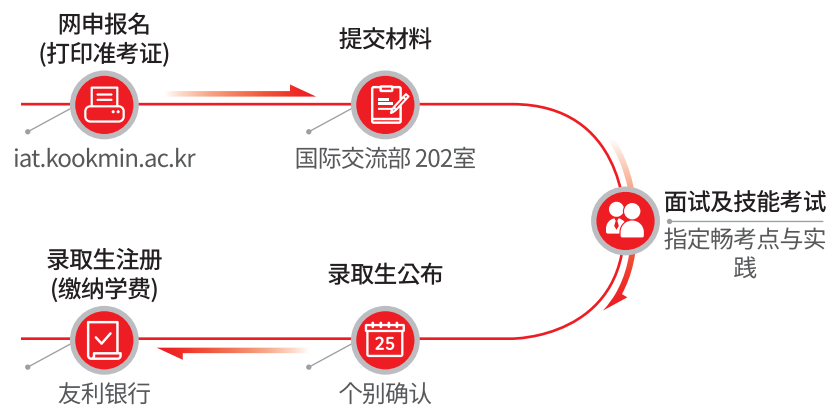 网申报名
(打印准考证)
iat.kookmin.ac.kr
提交材料
国际交流部 202室
面试及技能考试
指定畅考点与实
践
录取生公布
25
个别确认
录取生注册
(缴纳学费)
友利银行